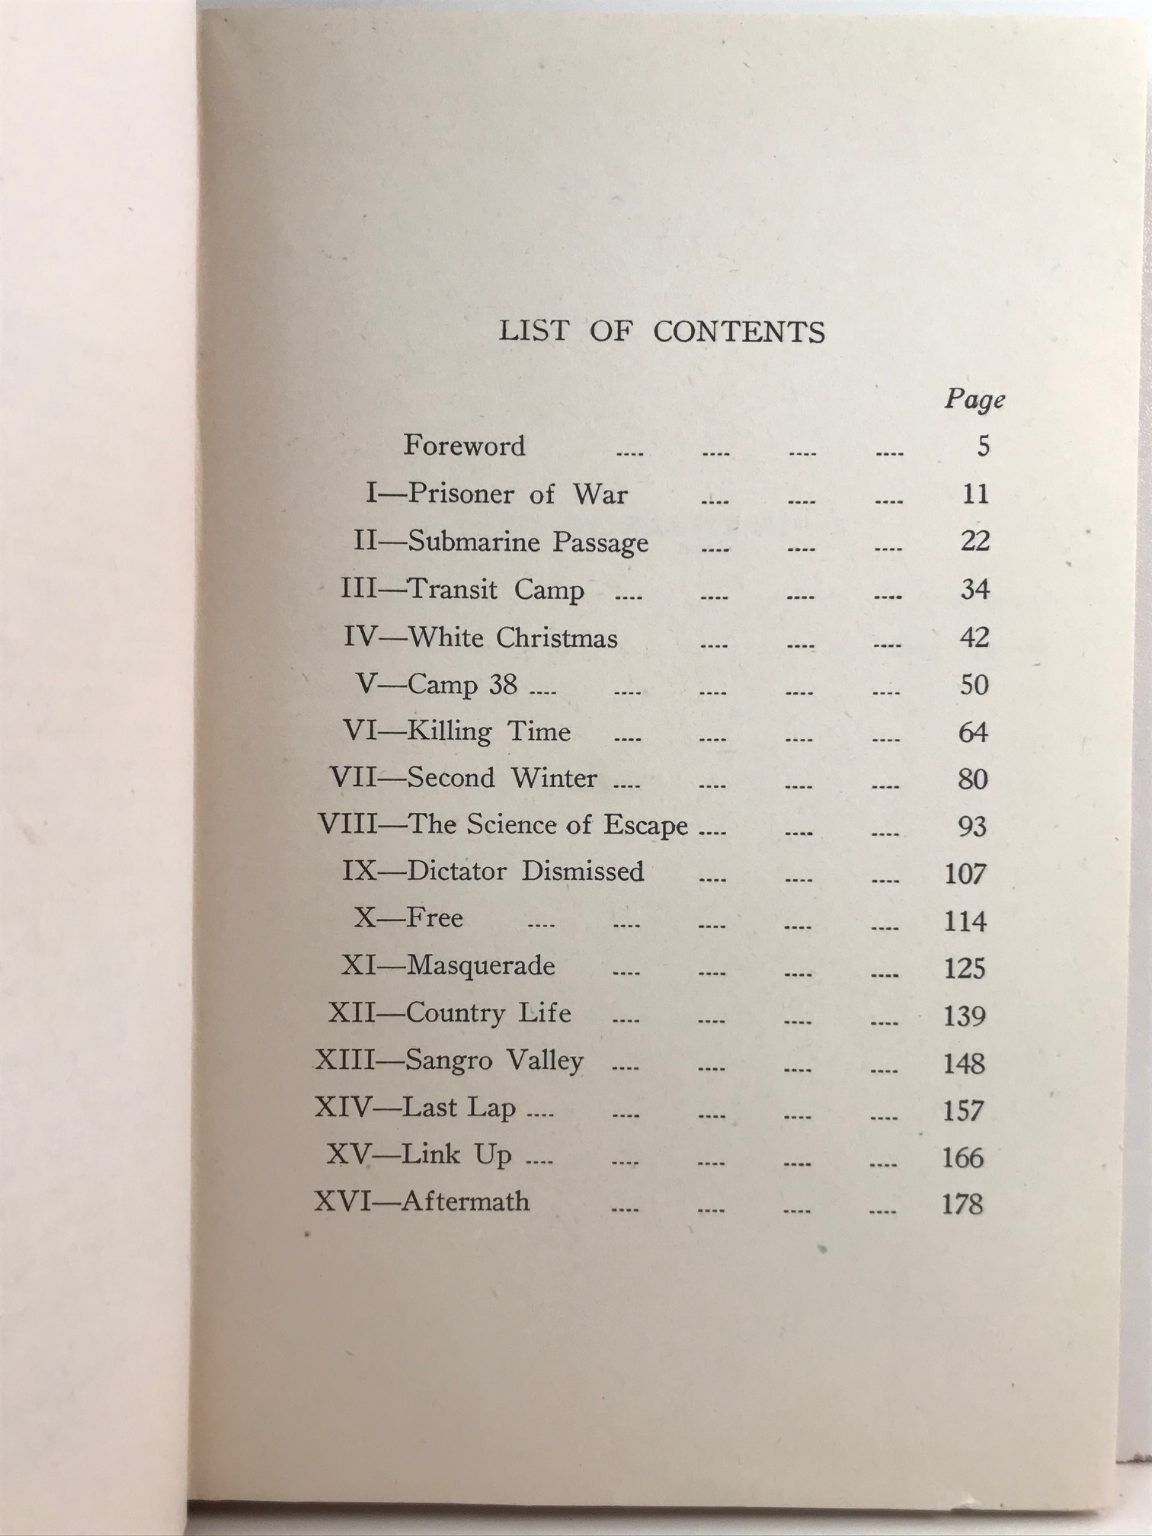 LIST OF CONTENTS
Page
Foreword .... .... .... .... 5
I—Prisoner of War .... .... .... 11
II—Submarine Passage .... .... .... 22
III—Transit Camp .... .... .... .... 34
IV—White Christmas .... .... .... 42
V—Camp 38 .... .... .... .... .... 50
VI—Killing Time .... .... .... .... 64
VII—Second Winter .... .... .... .... 80
VIII—The Science of Escape .... .... .... 93
IX—Dictator Dismissed .... .... .... 107
X—Free .... .... .... .... .... 114
XI—Masquerade .... .... .... .... 125
XII—Country Life .... .... .... .... 139
XIII—Sangro Valley .... .... .... .... 148
XIV—Last Lap .... .... .... .... .... 157
XV—Link Up .... .... .... .... .... 166
XVI—Aftermath .... .... .... .... 178